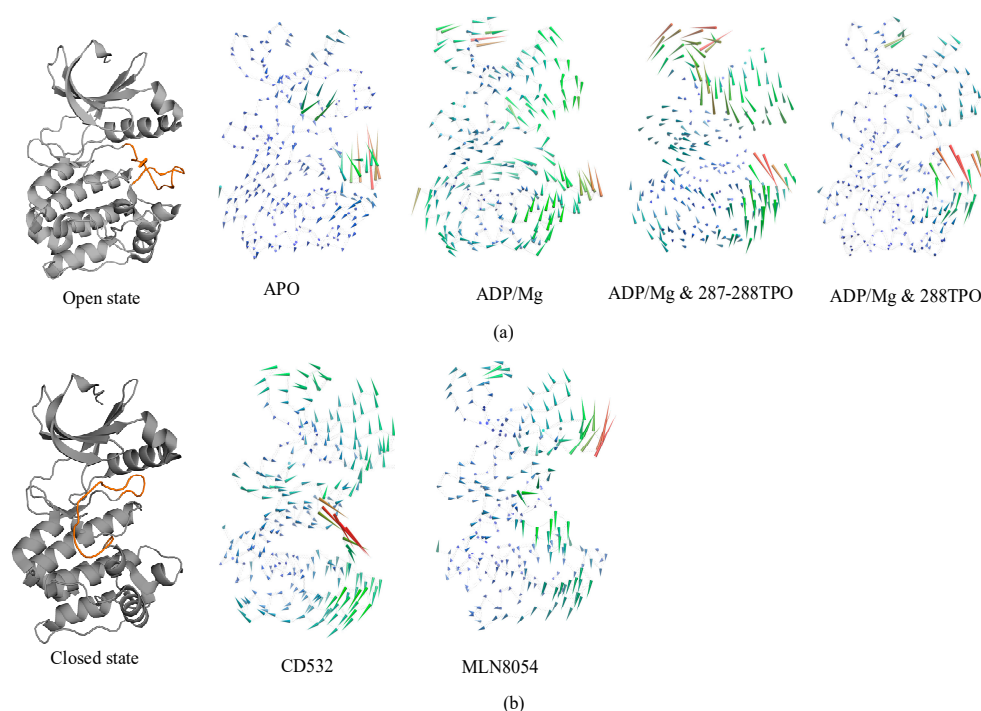 Open state
APO
ADP/Mg
ADP/Mg & 287-288TPO
ADP/Mg & 288TPO
(a)
Closed state
CD532
MLN8054
(b)